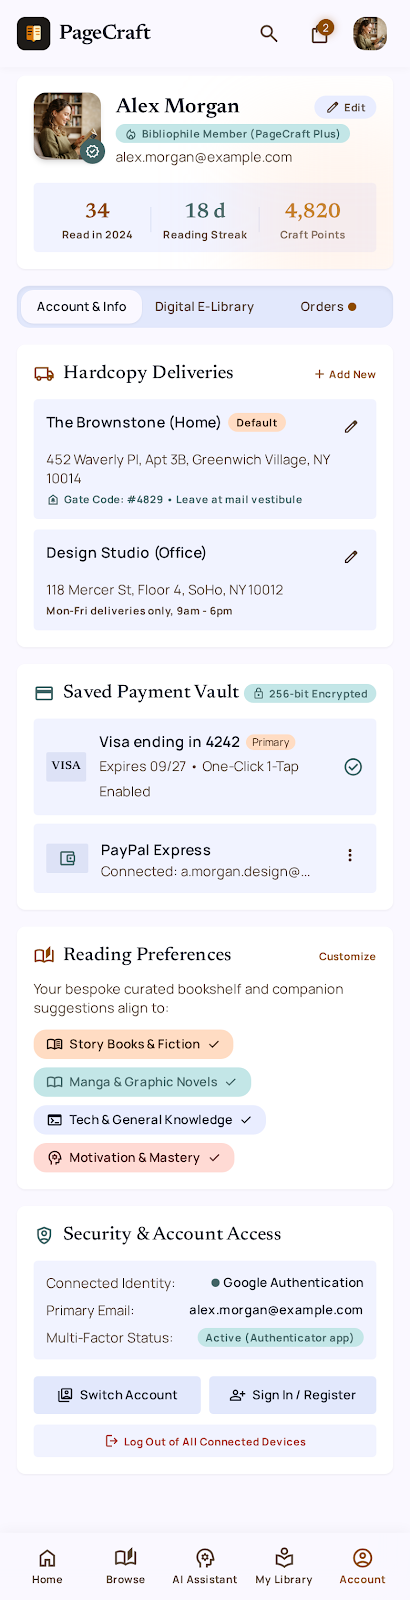 PageCraft
2
Alex Morgan
Edit
Bibliophile Member (PageCraft Plus)
alex.morgan@example.com
34
18 d
4,820
Read in 2024
Reading Streak
Craft Points
Account & Info
Digital E-Library
Orders
Hardcopy Deliveries
Add New
The Brownstone (Home)
Default
452 Waverly Pl, Apt 3B, Greenwich Village, NY
10014
Gate Code: #4829 • Leave at mail vestibule
Design Studio (Office)
118 Mercer St, Floor 4, SoHo, NY 10012
Mon-Fri deliveries only, 9am - 6pm
Saved Payment Vault
256-bit Encrypted
VISA
Visa ending in 4242
Primary
Expires 09/27 • One-Click 1-Tap
Enabled
PayPal Express
Connected: a.morgan.design@...
Reading Preferences
Customize
Your bespoke curated bookshelf and companion
suggestions align to:
Story Books & Fiction
Manga & Graphic Novels
Tech & General Knowledge
Motivation & Mastery
Security & Account Access
Connected Identity:
Google Authentication
Primary Email:
alex.morgan@example.com
Multi-Factor Status:
Active (Authenticator app)
Switch Account
Sign In / Register
Log Out of All Connected Devices
Home
Browse
AI Assistant
My Library
Account